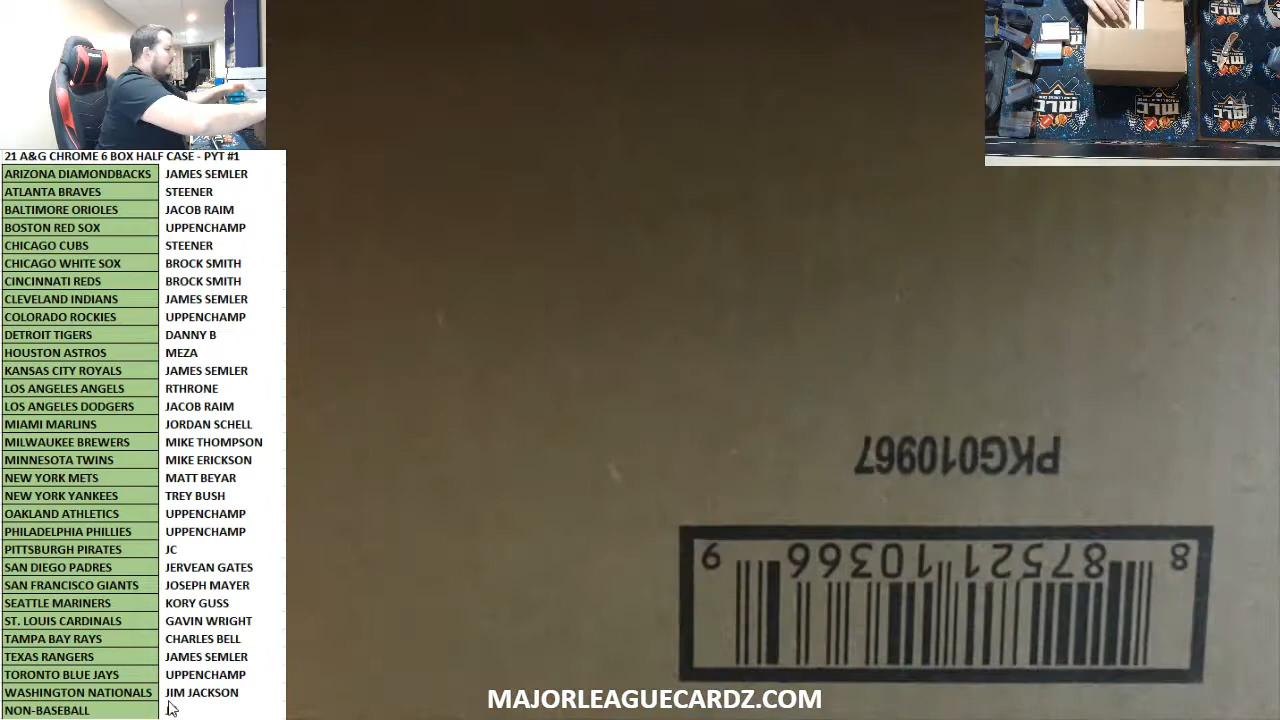 21 A&G CHROME 6 BOX HALF CASE - PYT #1
ARIZONA DIAMONDBACKS JAMES SEMLER
ATLANTA BRAVES STEENER
BALTIMORE ORIOLES JACOB RAIM
BOSTON RED SOX UPPENCHAMP
CHICAGO CUBS STEENER
CHICAGO WHITE SOX BROCK SMITH
CINCINNATI REDS BROCK SMITH
CLEVELAND INDIANS JAMES SEMLER
COLORADO ROCKIES UPPENCHAMP
DETROIT TIGERS DANNY B
HOUSTON ASTROS MEZA
KANSAS CITY ROYALS JAMES SEMLER
LOS ANGELES ANGELS RTHRONE
LOS ANGELES DODGERS JACOB RAIM
MIAMI MARLINS JORDAN SCHELL
MILWAUKEE BREWERS MIKE THOMPSON
MINNESOTA TWINS MIKE ERICKSON
NEW YORK METS MATT BEYAR
NEW YORK YANKEES TREY BUSH
OAKLAND ATHLETICS UPPENCHAMP
PHILADELPHIA PHILLIES UPPENCHAMP
PITTSBURGH PIRATES JC
SAN DIEGO PADRES JERVEAN GATES
SAN FRANCISCO GIANTS JOSEPH MAYER
SEATTLE MARINERS KORY GUSS
ST. LOUIS CARDINALS GAVIN WRIGHT
TAMPA BAY RAYS CHARLES BELL
TEXAS RANGERS JAMES SEMLER
TORONTO BLUE JAYS UPPENCHAMP
WASHINGTON NATIONALS JIM JACKSON
NON-BASEBALL
MLC
MLC
PKG010967
8 87521 10366 9
MAJORLEAGUECARDZ.COM